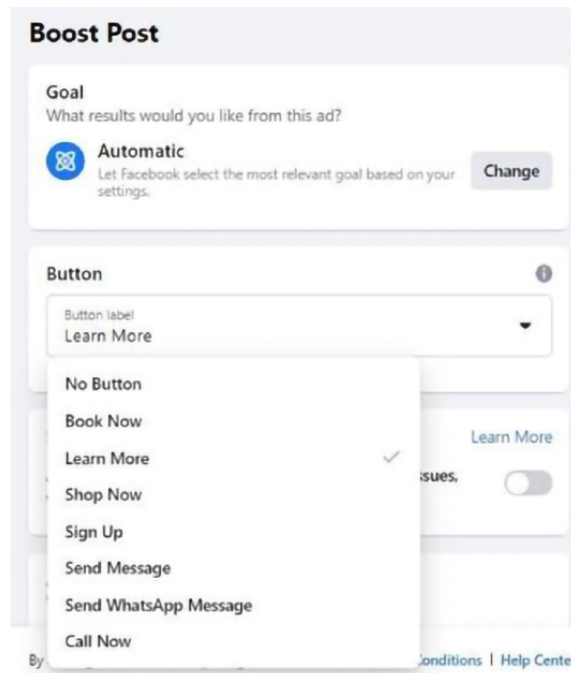 Boost Post
Goal
What results would you like from this ad?
Automatic
Let Facebook select the most relevant goal based on your
settings.
Change
Button
Button label
Learn More
No Button
Book Now
Learn More
Shop Now
Sign Up
Send Message
Send WhatsApp Message
Call Now
Learn More
ssues,
By
onditions | Help Cente